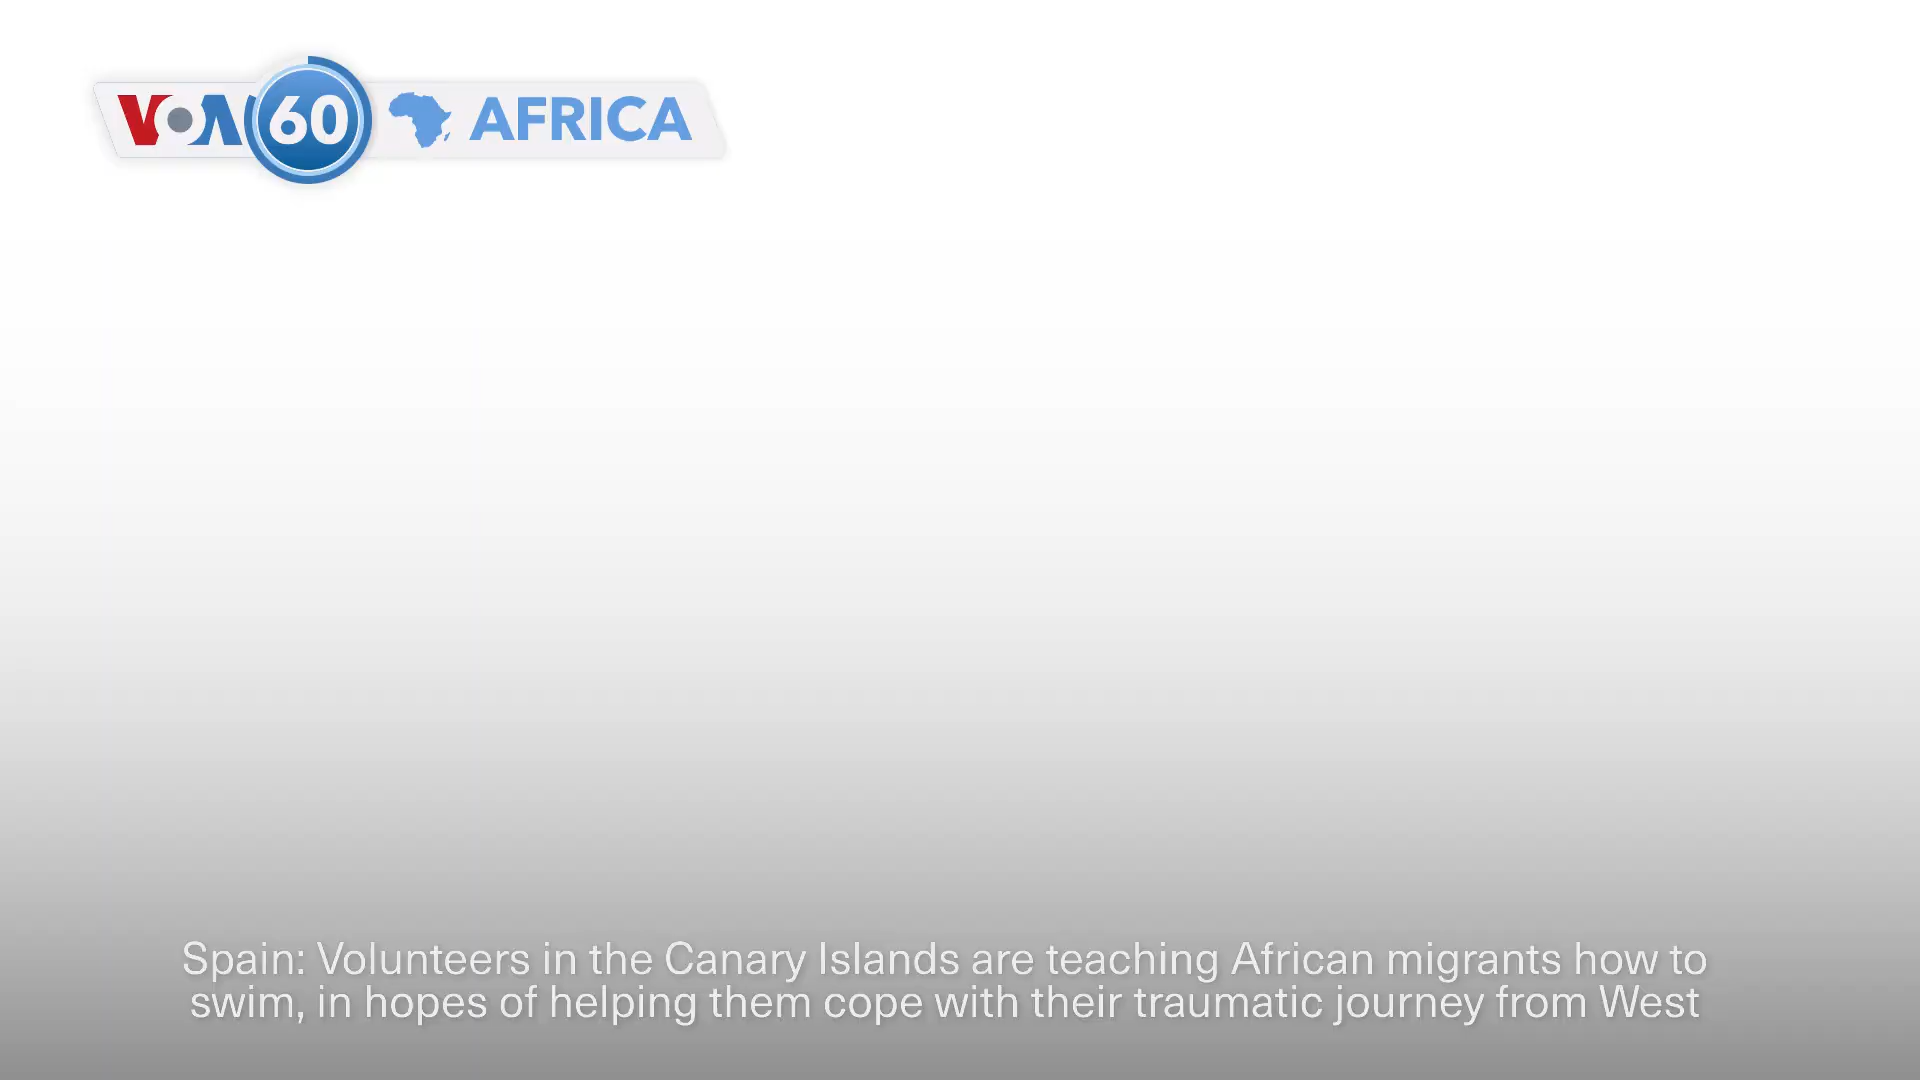 VOA 60 AFRICA
Spain: Volunteers in the Canary Islands are teaching African migrants how to
swim, in hopes of helping them cope with their traumatic journey from West